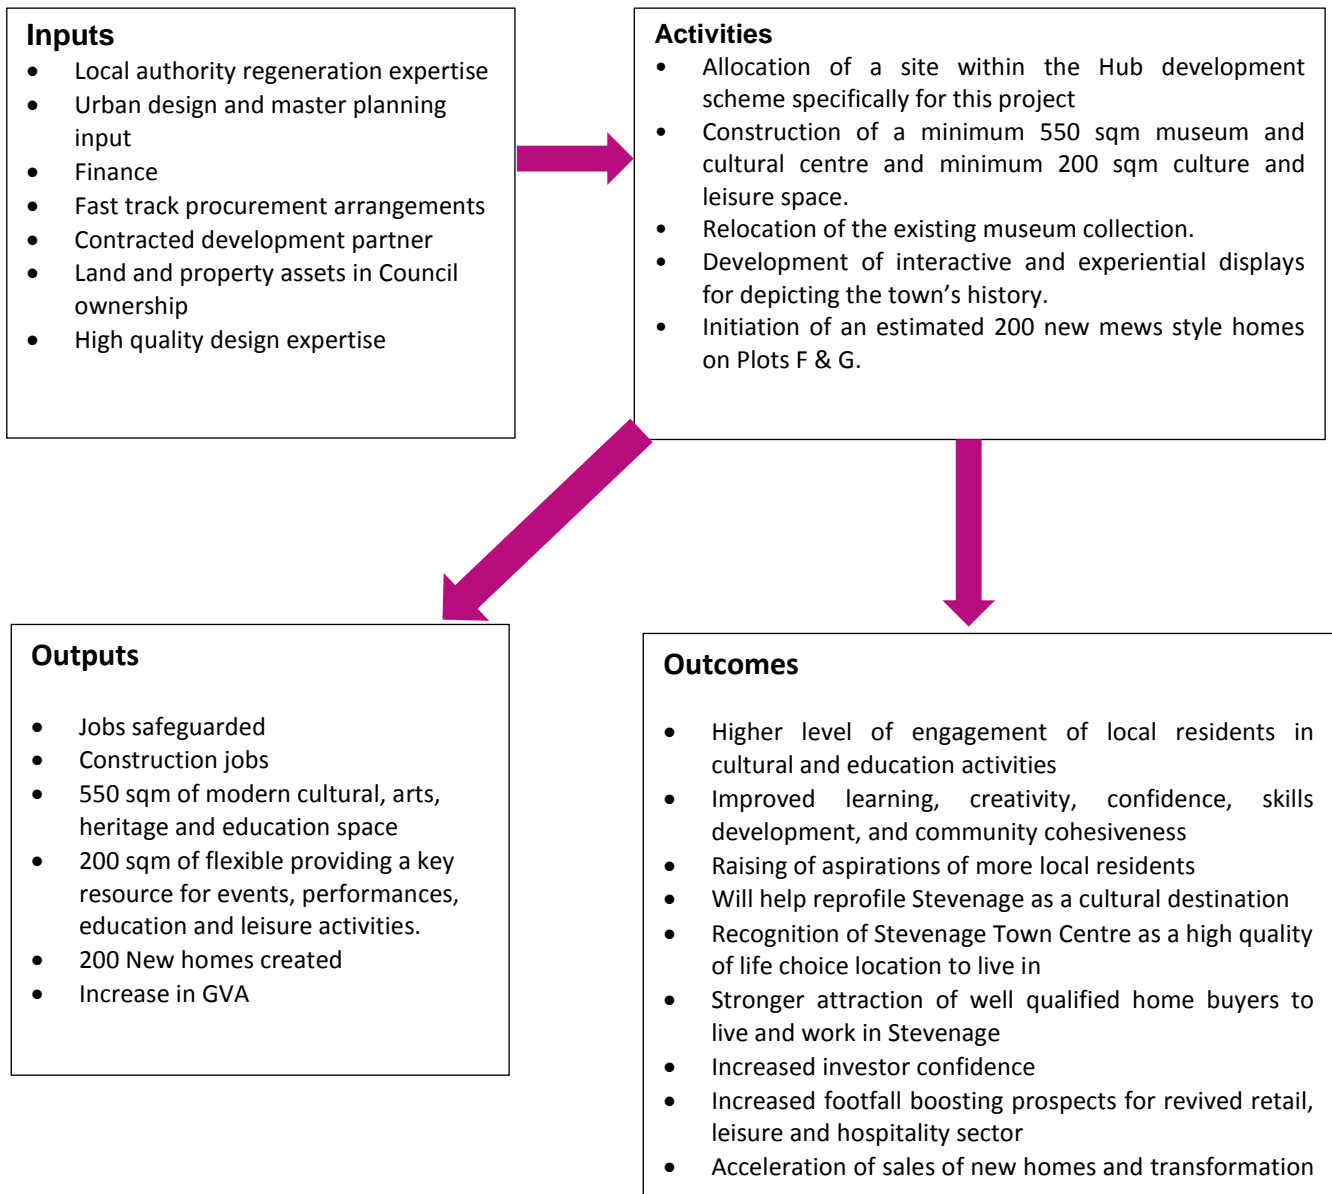 Inputs
• Local authority regeneration expertise
• Urban design and master planning
input
• Finance
• Fast track procurement arrangements
• Contracted development partner
• Land and property assets in Council
ownership
• High quality design expertise
Activities
• Allocation of a site within the Hub development
scheme specifically for this project
• Construction of a minimum 550 sqm museum and
cultural centre and minimum 200 sqm culture and
leisure space.
• Relocation of the existing museum collection.
• Development of interactive and experiential displays
for depicting the town’s history.
• Initiation of an estimated 200 new mews style homes
on Plots F & G.
Outputs
• Jobs safeguarded
• Construction jobs
• 550 sqm of modern cultural, arts,
heritage and education space
• 200 sqm of flexible providing a key
resource for events, performances,
education and leisure activities.
• 200 New homes created
• Increase in GVA
Outcomes
• Higher level of engagement of local residents in
cultural and education activities
• Improved learning, creativity, confidence, skills
development, and community cohesiveness
• Raising of aspirations of more local residents
• Will help reprofile Stevenage as a cultural destination
• Recognition of Stevenage Town Centre as a high quality
of life choice location to live in
• Stronger attraction of well qualified home buyers to
live and work in Stevenage
• Increased investor confidence
• Increased footfall boosting prospects for revived retail,
leisure and hospitality sector
• Acceleration of sales of new homes and transformation